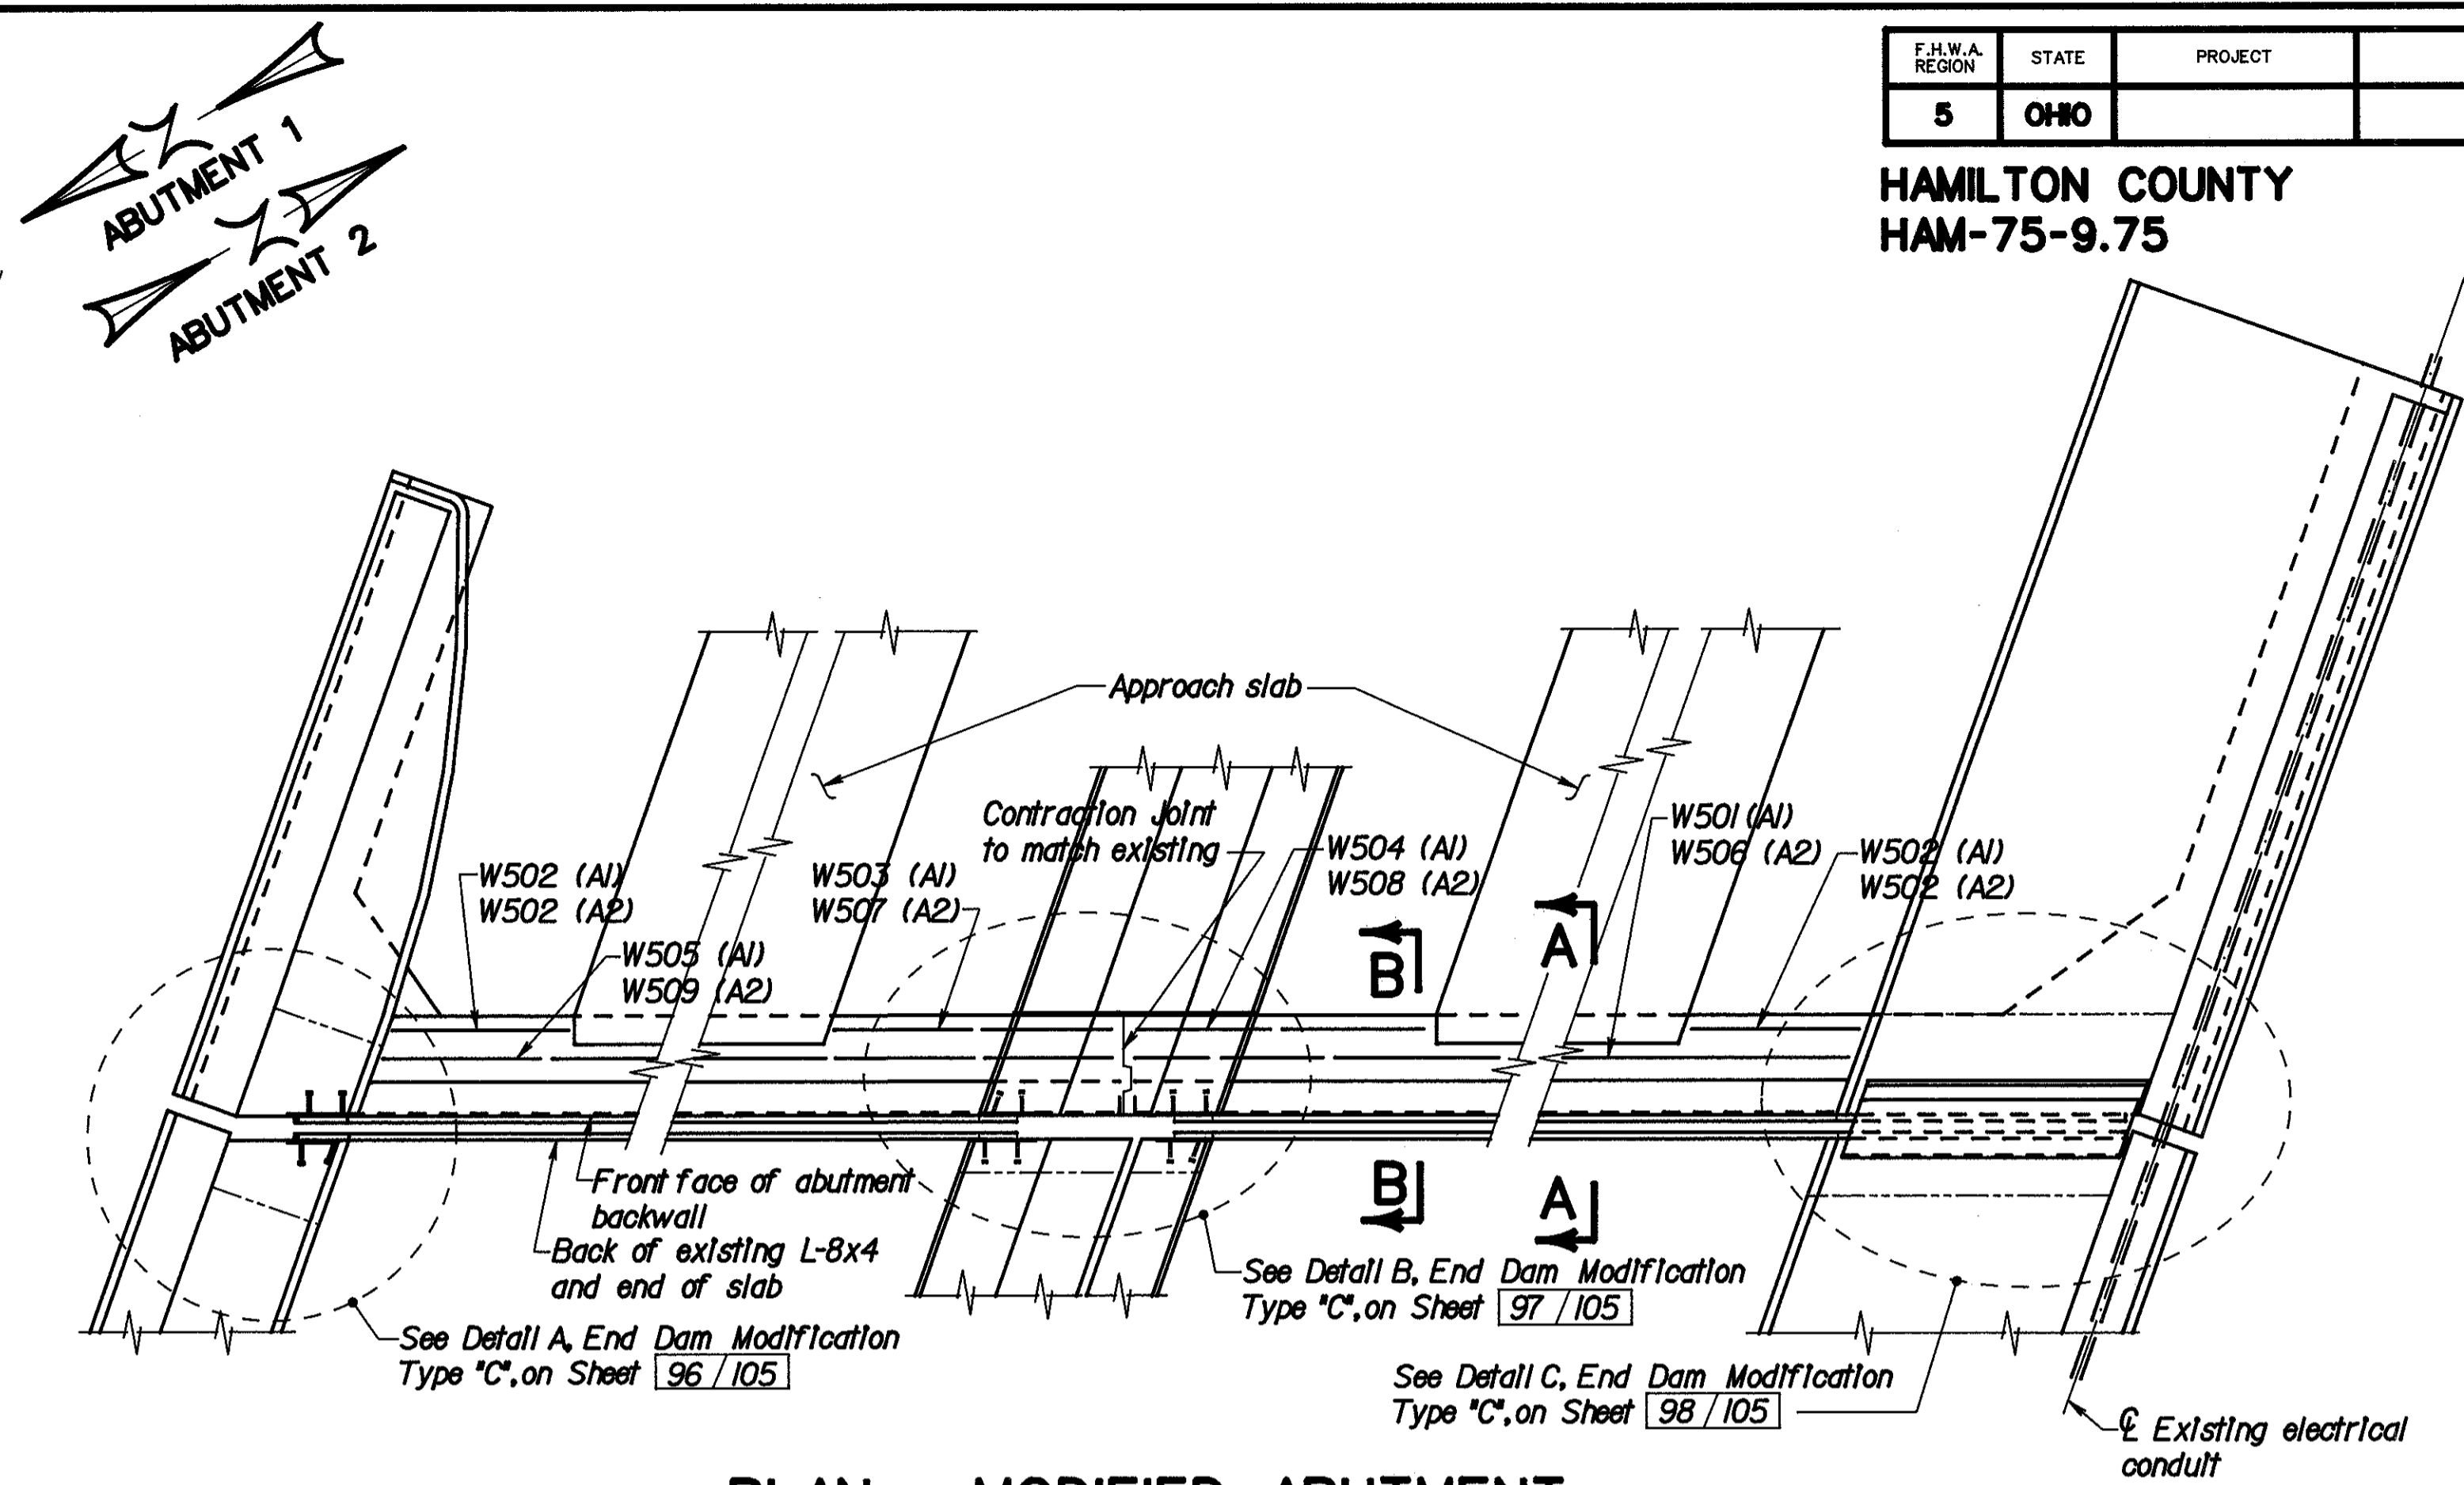 ABUTMENT 1
ABUTMENT 2
F.H.W.A. REGION
STATE
PROJECT
5
OHIO
HAMILTON COUNTY
HAM-75-9.75
Approach slab
Contraction Joint
to match existing
W501 (A1)
W506 (A2)
W504 (A1)
W508 (A2)
W502 (A1)
W502 (A2)
W502 (A1)
W502 (A2)
W503 (A1)
W507 (A2)
W505 (A1)
W509 (A2)
B
A
B
A
Front face of abutment
backwall
Back of existing L-8x4
and end of slab
See Detail B, End Dam Modification
Type "C", on Sheet 97 / 105
See Detail A, End Dam Modification
Type "C", on Sheet 96 / 105
See Detail C, End Dam Modification
Type "C", on Sheet 98 / 105
℄ Existing electrical
conduit
PLAN - MODIFIED ABUTMENT